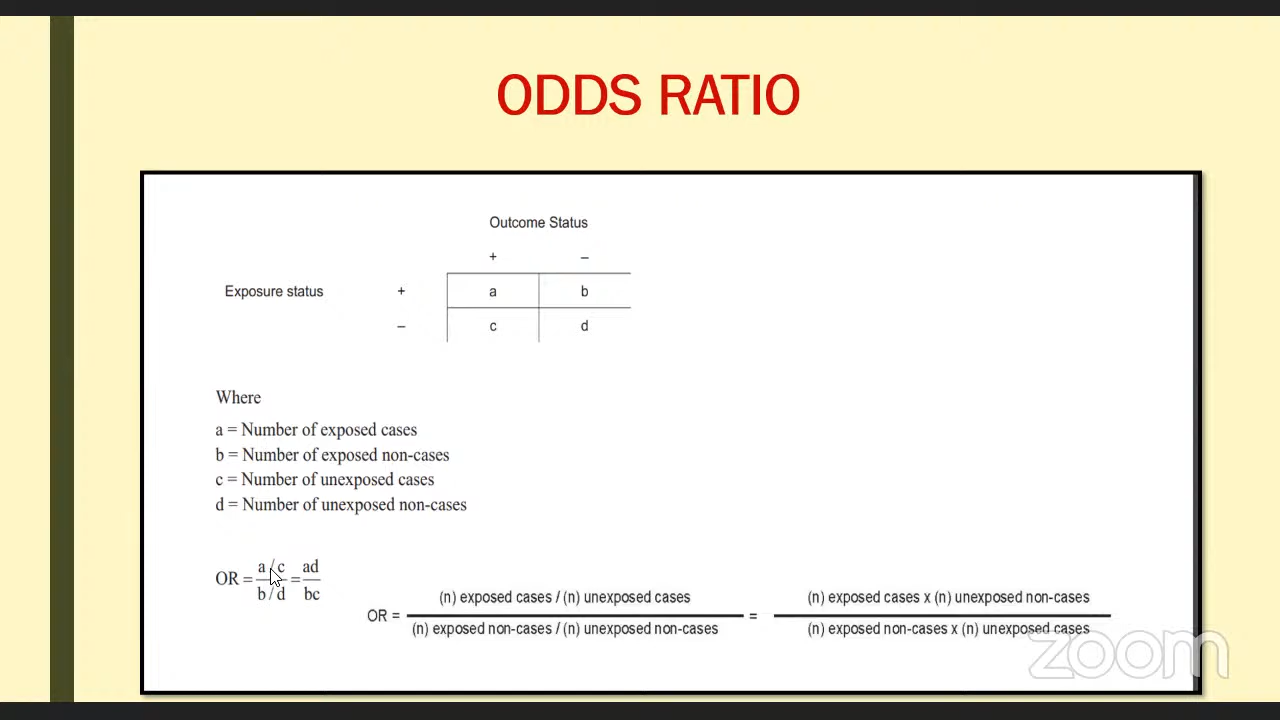 ODDS RATIO
Outcome Status
+ –
Exposure status + a b
– c d
Where
a = Number of exposed cases
b = Number of exposed non-cases
c = Number of unexposed cases
d = Number of unexposed non-cases
OR = a / c / b / d = ad / bc
OR = (n) exposed cases / (n) unexposed cases = (n) exposed cases x (n) unexposed non-cases
(n) exposed non-cases / (n) unexposed non-cases (n) exposed non-cases x (n) unexposed cases
zoom